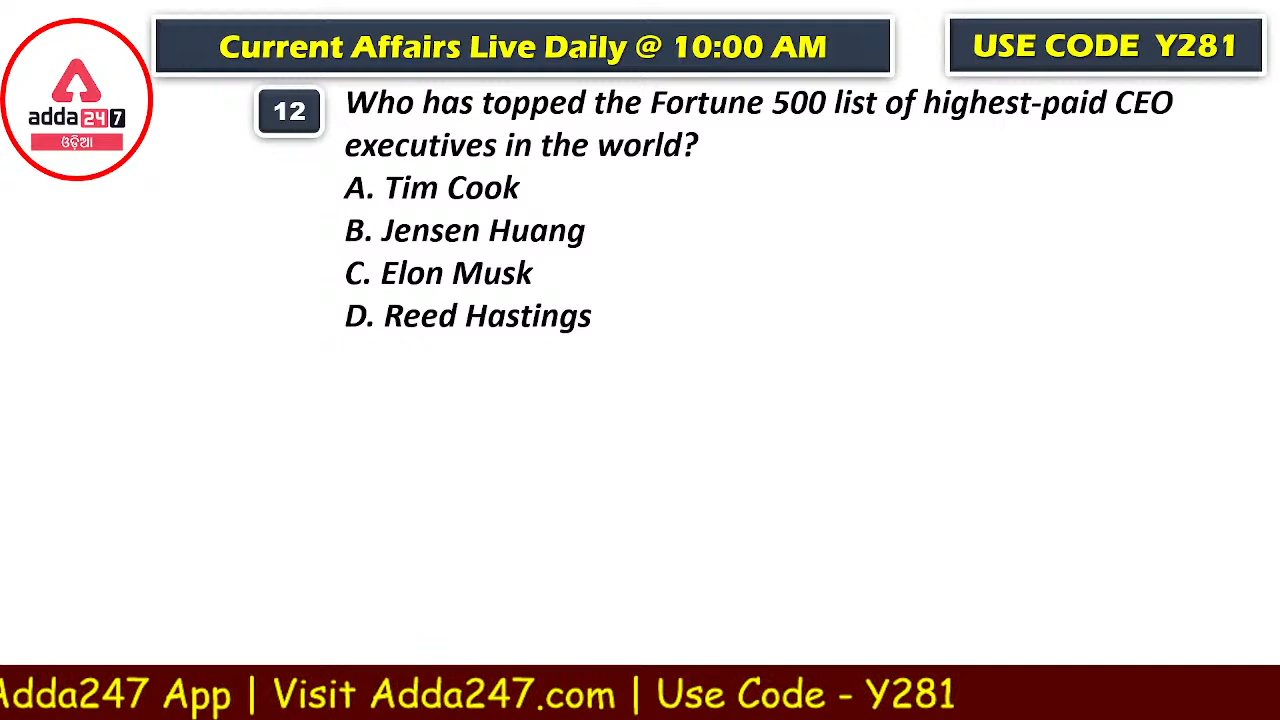 Current Affairs Live Daily @ 10:00 AM
USE CODE Y281
adda247
ଓଡ଼ିଆ
12
Who has topped the Fortune 500 list of highest-paid CEO
executives in the world?
A. Tim Cook
B. Jensen Huang
C. Elon Musk
D. Reed Hastings
Adda247 App | Visit Adda247.com | Use Code - Y281